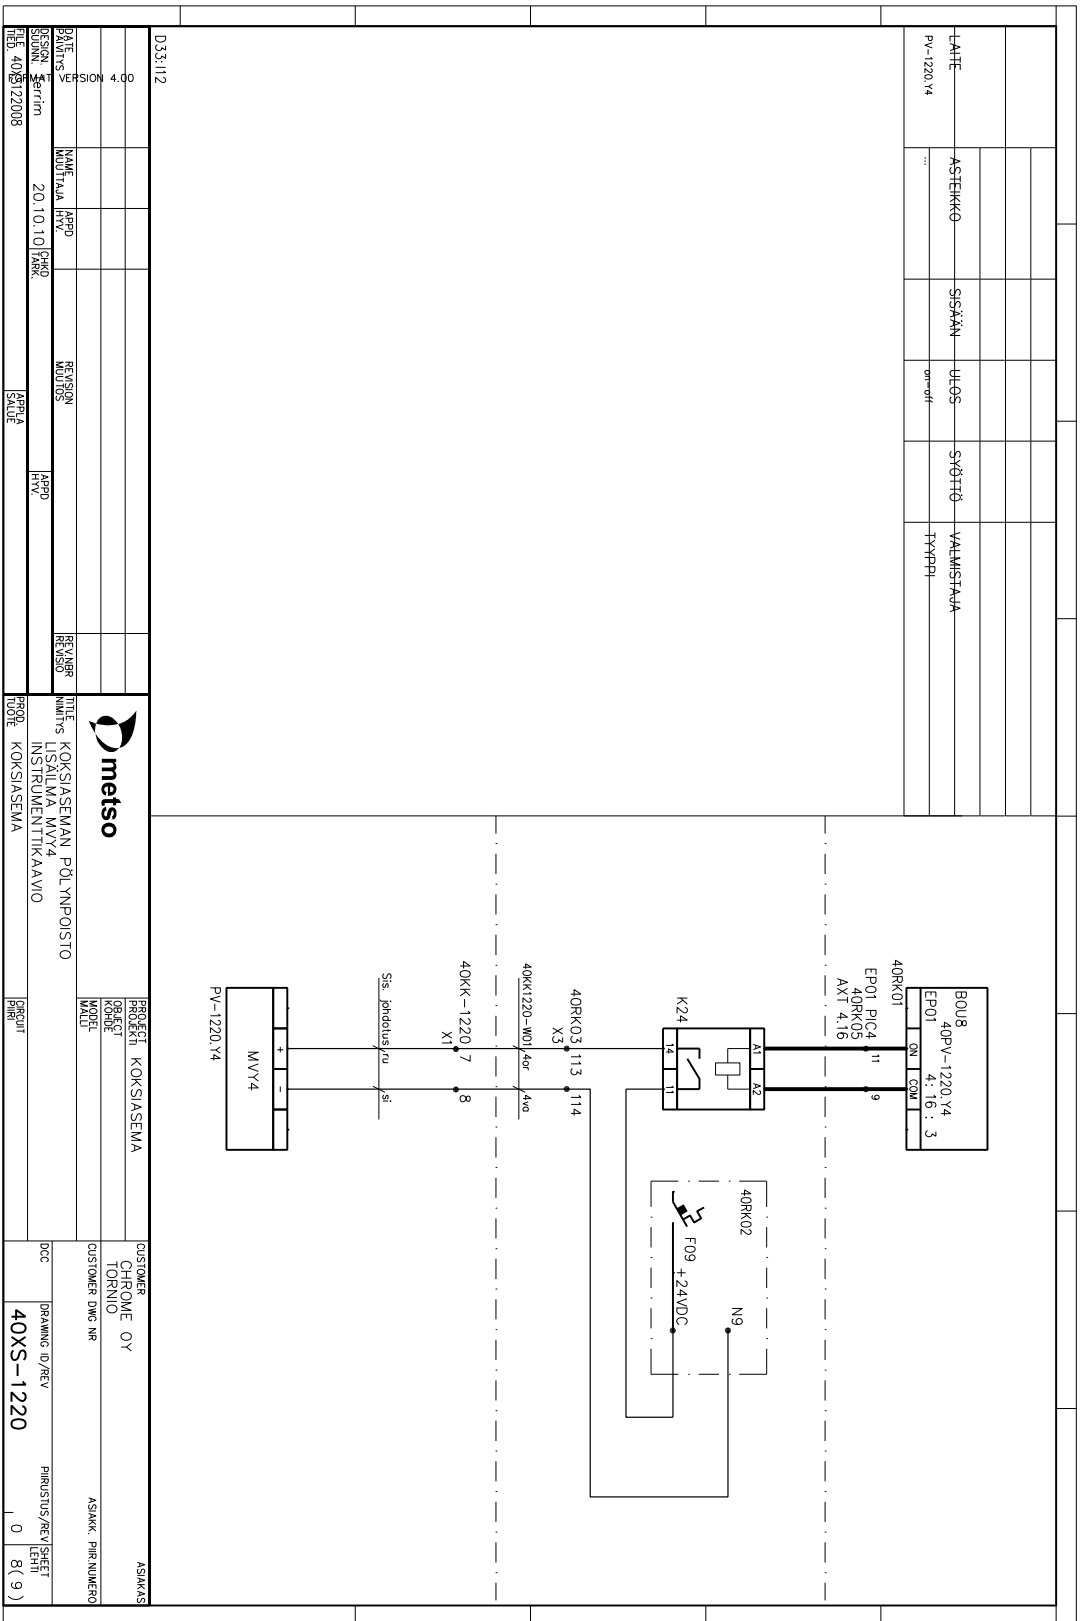 LAITE ASTEIKKO SISÄÄN ULOS SYÖTTÖ VALMISTAJA
PV-1220.Y4 ... on-off TYYPPI
BOU8
40PV-1220.Y4
EP01 4: 16 : 3
ON COM
40RK01
EP01 PIC4
40RK05
AXT 4.16
11 9
A1 A2
K24
14 11
40RK02
N9
F09 +24VDC
40RK03 113 114
X3
40KK1220-W01 4or 4va
40KK-1220 7 8
X1
Sis. johdotus ru si
+ -
MVY4
PV-1220.Y4
D33:I12
FORMAT VERSION 4.00
DATE NAME APPD REVISION REV.NBR
PÄIVITYS MUUTTAJA HYV. MUUTOS REVISIO
DESIGN. CHKD APPD
SUUNN. Ferrim 20.10.10 TARK. HYV.
FILE APPLA
TIED. 40XS122008 SALUE
metso
TITLE
NIMITYS KOKSIASEMAN PÖLYNPOISTO
LISÄILMA MVY4
INSTRUMENTTIKAAVIO
PROD.
TUOTE KOKSIASEMA
PROJECT
PROJEKTI KOKSIASEMA
OBJECT
KOHDE
MODEL
MALLI
CIRCUIT
PIIRI
CUSTOMER ASIAKAS
CHROME OY
TORNIO
CUSTOMER DWG NR ASIAKK. PIIR.NUMERO
DCC DRAWING ID/REV PIIRUSTUS/REV SHEET
LEHTI
40XS-1220 0 8( 9 )